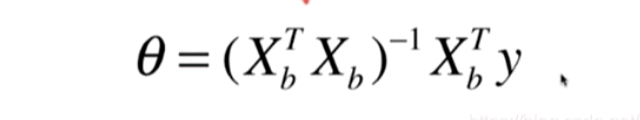 θ = (X_b^T X_b)^{-1} X_b^T y